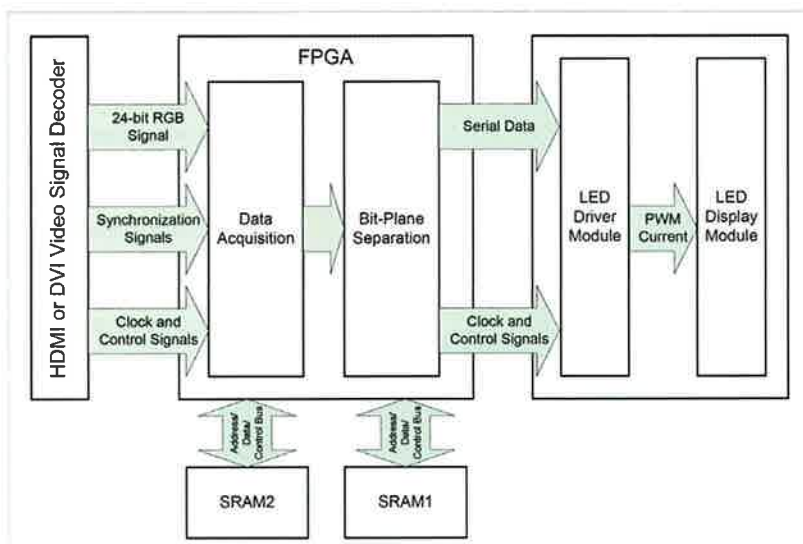 HDMI or DVI Video Signal Decoder
FPGA
24-bit RGB
Signal
Synchronization
Signals
Clock and
Control Signals
Data
Acquisition
Bit-Plane
Separation
Serial Data
Clock and
Control Signals
LED
Driver
Module
PWM
Current
LED
Display
Module
Address/
Data/
Control Bus
Address/
Data/
Control Bus
SRAM2
SRAM1